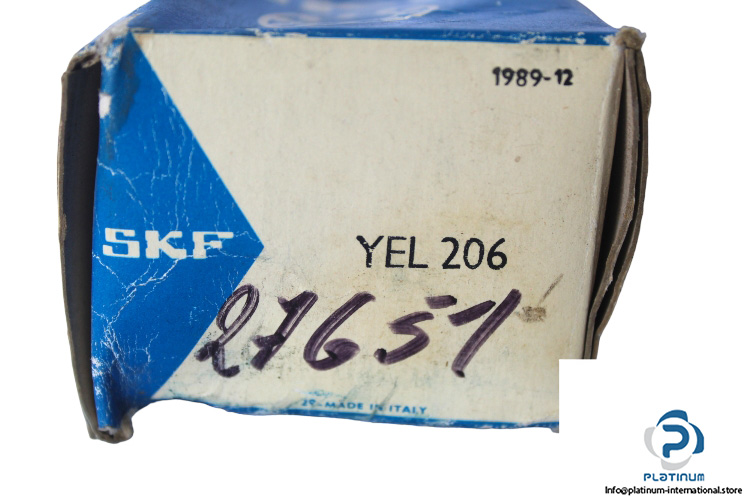 1989-12
SKF
YEL 206
27651
MADE IN ITALY
PLATINUM
Info@platinum-international.store